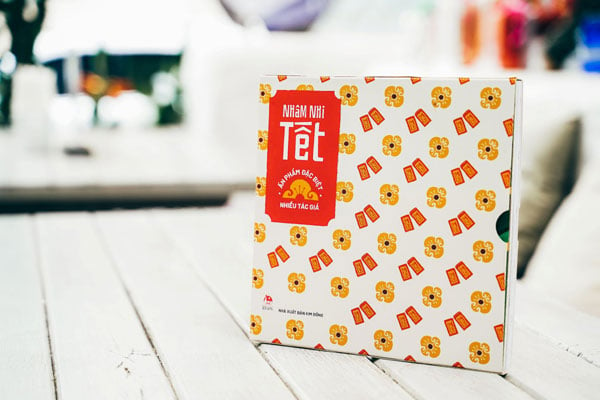 NHâM NHI
Tết
ẤN PHẨM ĐẶC BIỆT
NHIỀU TÁC GIẢ
NHÀ XUẤT BẢN KIM ĐỒNG